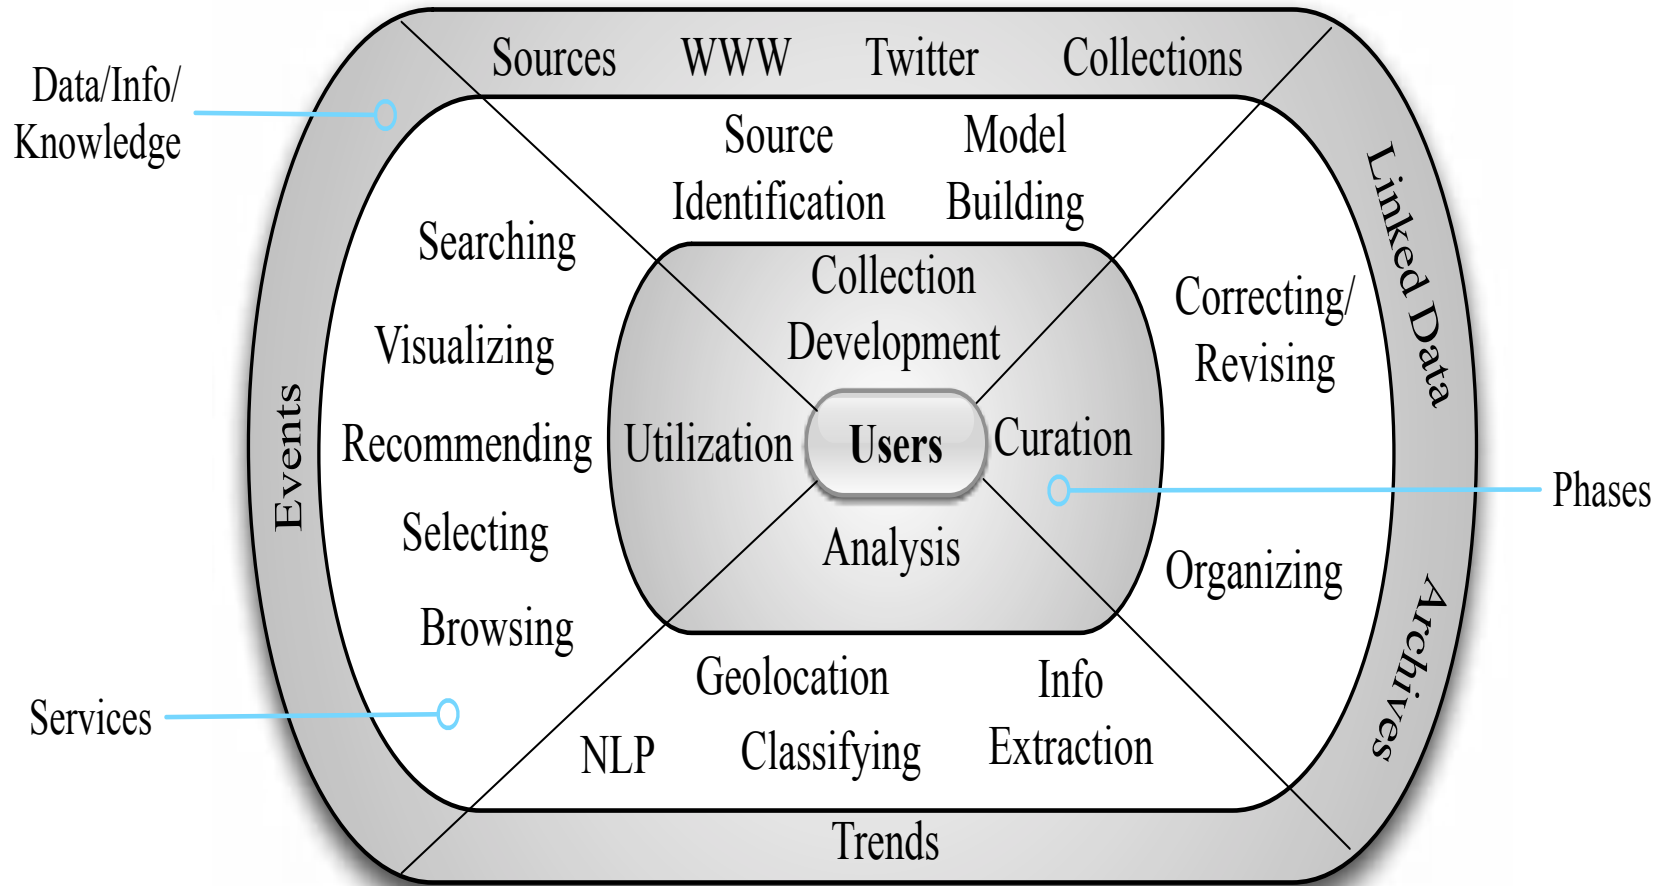 Sources WWW Twitter Collections
Data/Info/
Knowledge
Source
Identification
Model
Building
Linked Data
Searching
Collection
Development
Correcting/
Revising
Visualizing
Events
Recommending
Utilization
Users
Curation
Phases
Selecting
Analysis
Organizing
Archives
Browsing
Services
Geolocation
Info
Extraction
NLP
Classifying
Trends